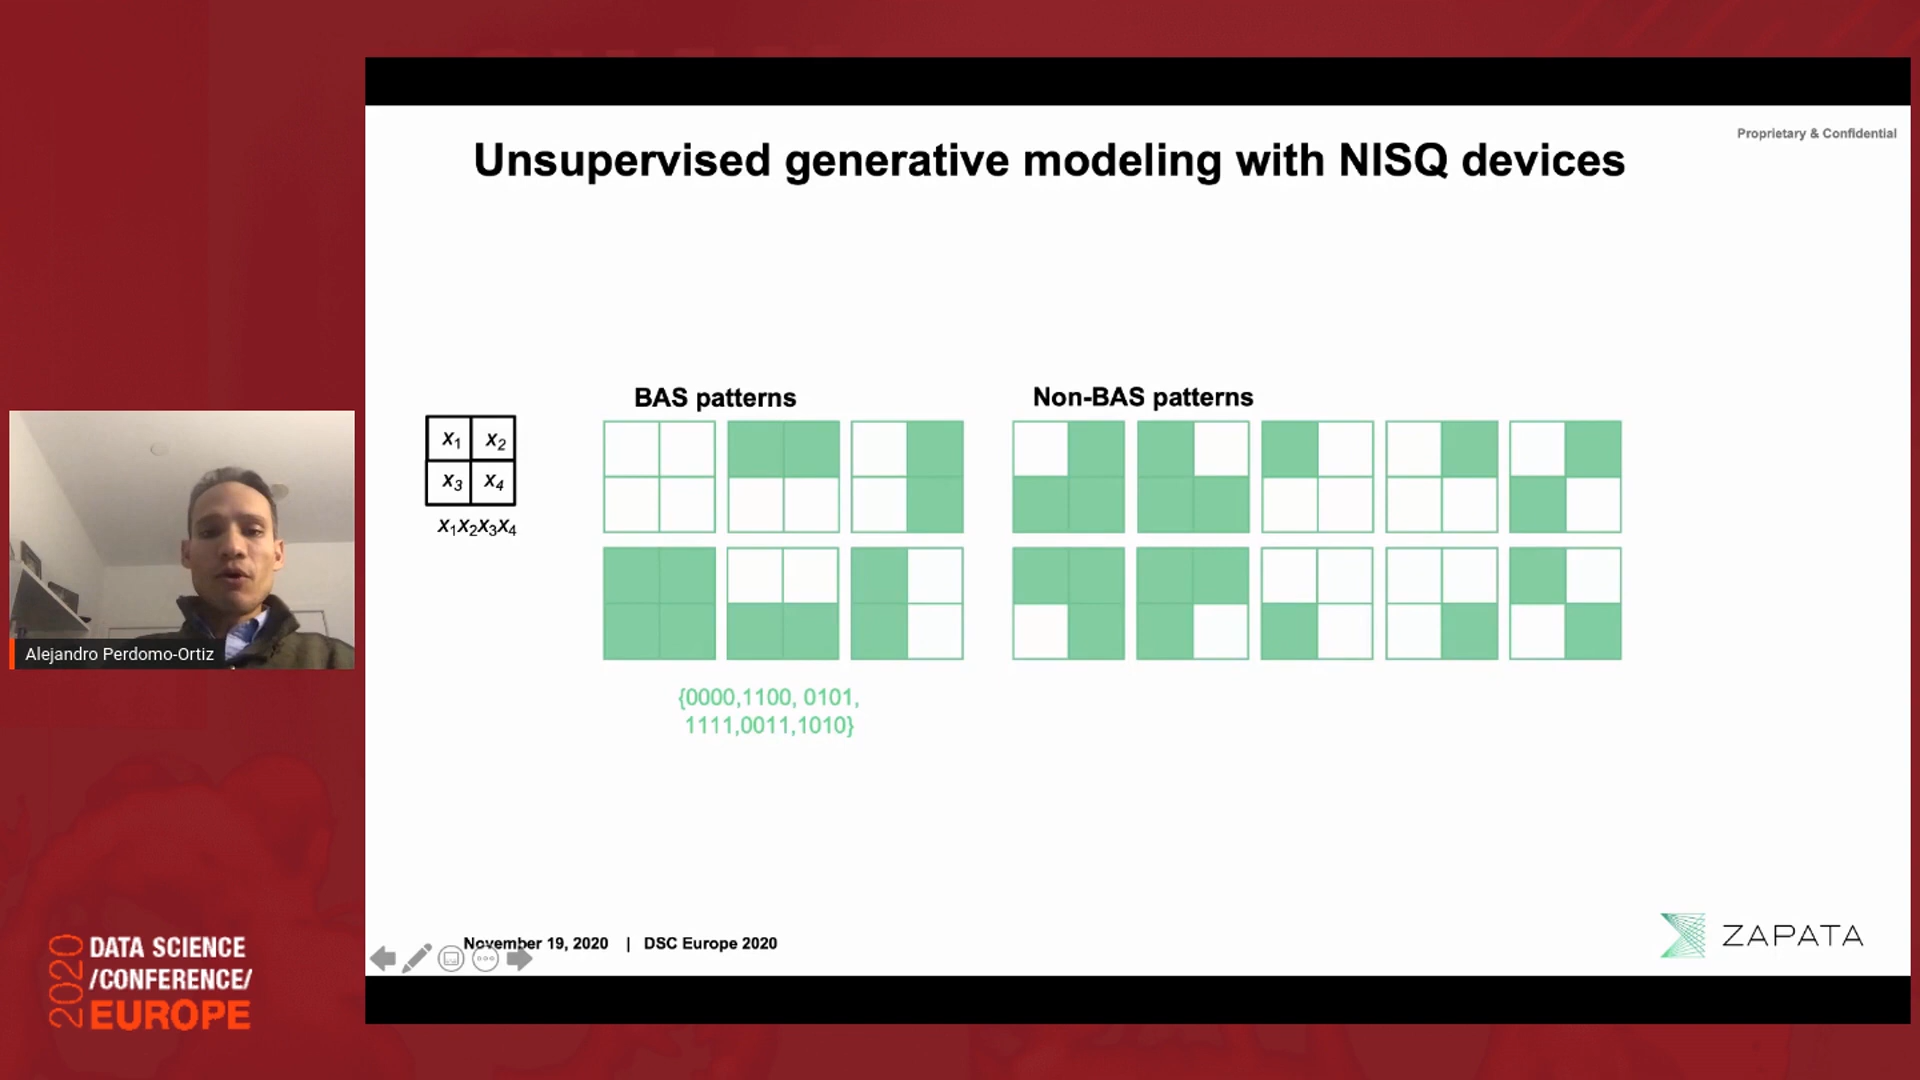 Proprietary & Confidential
Unsupervised generative modeling with NISQ devices
BAS patterns
Non-BAS patterns
x1 x2
x3 x4
x1x2x3x4
{0000,1100, 0101,
1111,0011,1010}
Alejandro Perdomo-Ortiz
November 19, 2020 | DSC Europe 2020
ZAPATA
2020
DATA SCIENCE
/CONFERENCE/
EUROPE